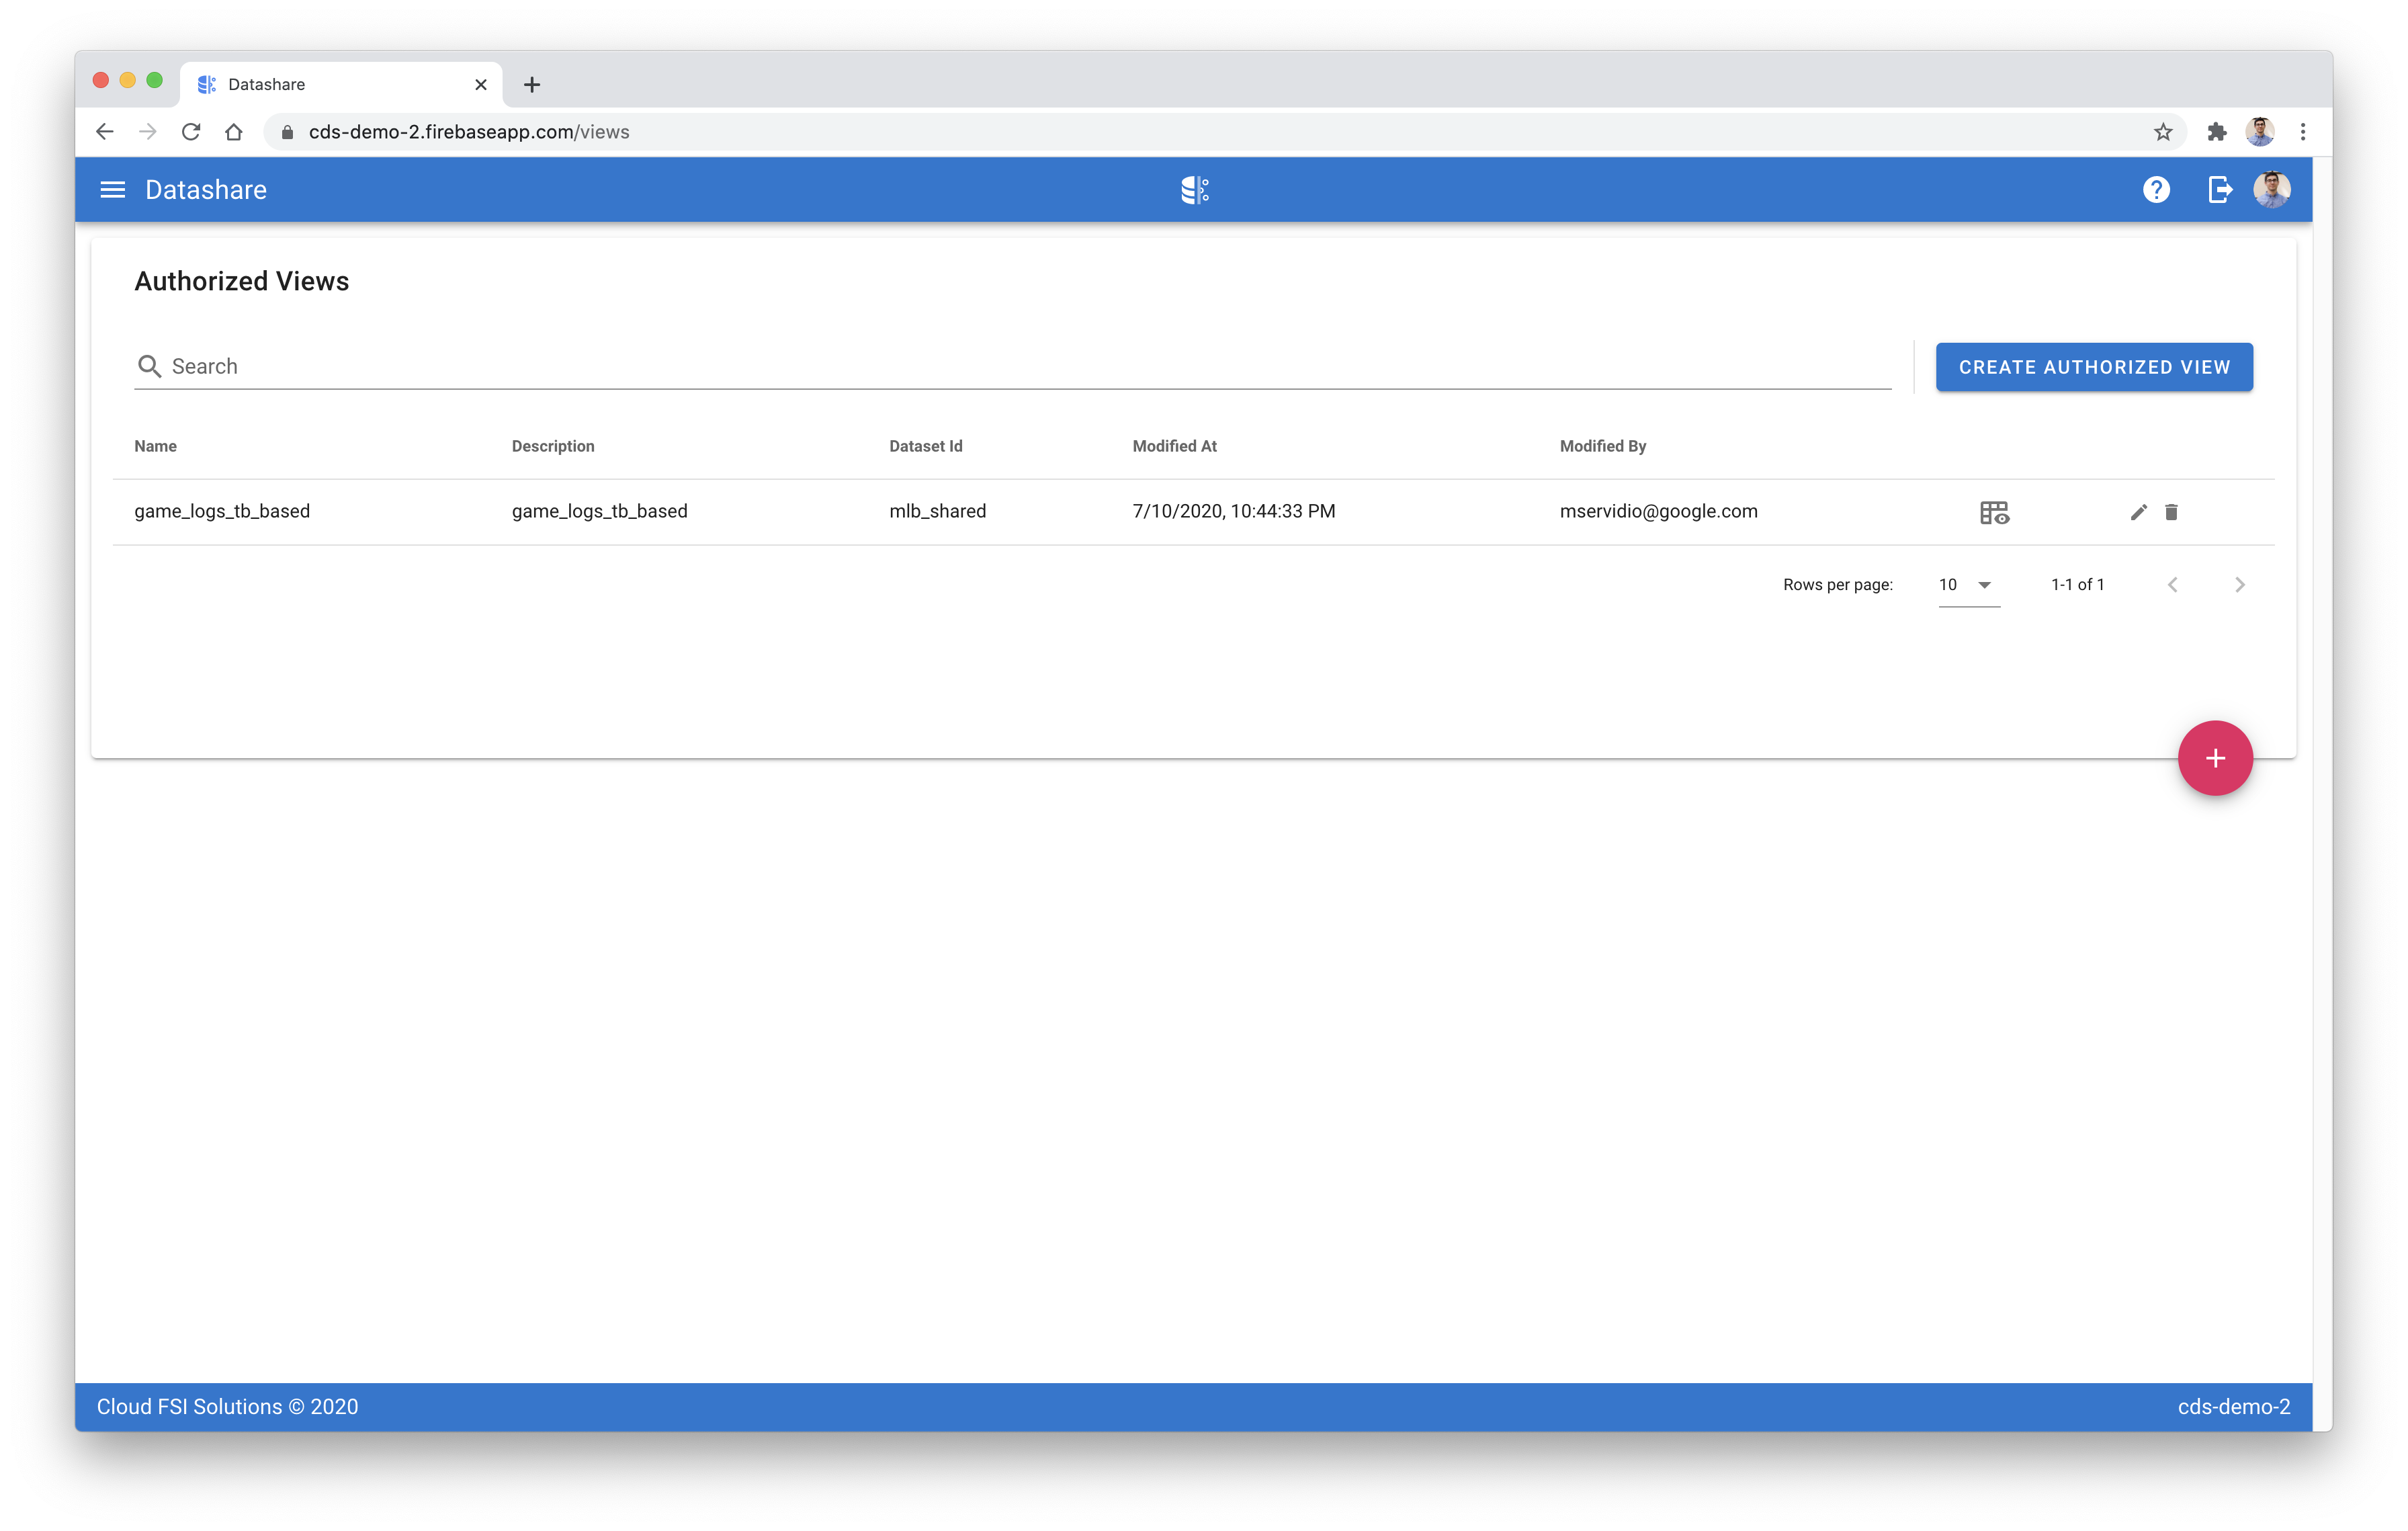 Datashare
cds-demo-2.firebaseapp.com/views
Datashare
Authorized Views
Search
CREATE AUTHORIZED VIEW
Name Description Dataset Id Modified At Modified By
game_logs_tb_based game_logs_tb_based mlb_shared 7/10/2020, 10:44:33 PM mservidio@google.com
Rows per page: 10 1-1 of 1
Cloud FSI Solutions © 2020 cds-demo-2